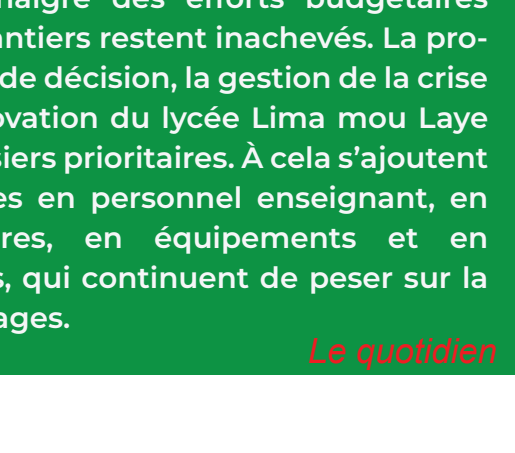 malgré des efforts budgétaires
antiers restent inachevés. La pro-
de décision, la gestion de la crise
ovation du lycée Lima mou Laye
siers prioritaires. À cela s’ajoutent
es en personnel enseignant, en
res, en équipements et en
s, qui continuent de peser sur la
ages.
Le quotidien